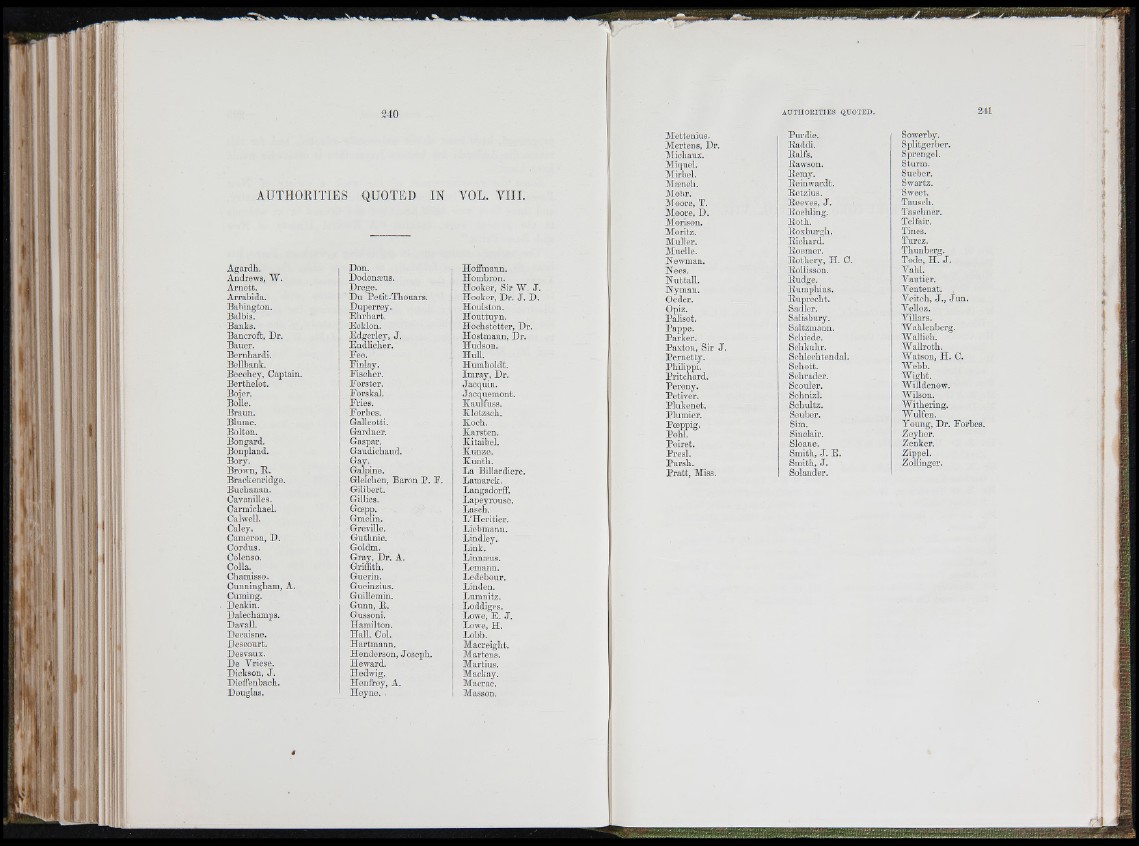 240
AUTHORITIES QUOTED IN VOL. VIII.
Agardh.
Andrews, W.
Arnott.
Arrabida.
Babington.
Balbis.
Banks.
Bancroft, Dr.
Bauer.
Bernhardi.
Bellbank.
Beechey, Captain.
Berthelot.
Bojer.
Bolle.
Braun.
Blume.
Bolton.
Bongard.
Bonpland.
Bory.
Brown, R.
Brackenridge.
Buchanan.
Cavanilles.
Carmichael.
Calwell.
Caley.
Cameron, D.
Cordus.
Colenso.
Colla.
Chamisso.
Cunningham, A.
Cuming.
Deakin.
Dalechamps.
Davall.
Decaisne.
Descourt.
Desvaux.
De Vriese.
Dickson, J.
Dieffenbach.
Douglas.
Don.
Dodonæus.
Drege.
Du Petit-Thouars.
Duperrey.
Ehrhart.
Ecklon.
Edgerley, J.
Endlicher.
Fee.
Finlay.
Fischer.
Forster.
Forskal.
Fries.
Forbes.
Galleotti.
Gardner.
Gaspar.
Gaudichaud.
Gay.
Galpine.
Gleichen, Baron P. F.
Gilibert.
Gillies.
Gœpp.
Gmelin.
Greville.
Guthnic.
Goldm.
Gray, Dr. A.
Griffith.
Guerin.
Gueinzius.
Guillemin.
Gunn, R.
Gussoni.
Hamilton.
Hall, Col.
Hartmann.
Henderson, Joseph.
Heward.
Hedwig.
Henfrey, A.
Heyne.
Hoffmann.
Hombron.
Hooker, Sir W. J.
Hooker, Dr. J. D.
Houlston.
Houttuyn.
Hochstetter, Dr.
Hostmann, Dr.
Hudson.
Hull.
Humboldt.
Imray, Dr.
Jacquin.
Jacquemont.
Kaulfuss.
Klotzsch.
Koch.
Karsten.
Kitaibel.
Kunze.
Kunth.
La Billardiere.
Lamarck.
Langsdorff.
Lapeyrouse.
Lasch.
L'Heritier.
Liebmann.
Lindley.
Link.
Linnæus.
Lemann.
Ledebour.
Linden.
Lumnitz.
Loddiges.
Lowe, E. J.
Lowe, H.
Lobb.
Macreight.
Martens.
Martius.
Mackay.
Macrae.
Masson.
AUTHORITIES QUOTED. 241
Mettenius.
Mertens, Dr.
Michaux.
Miquel.
Mirbel.
Mœnch.
Mohr.
Moore, T.
Moore, D.
Morison.
Moritz.
Muller.
Muelle.
Newman.
Nees.
Nuttall.
Nyman.
Oeder.
Opiz.
Palisot.
Pappe.
Parker.
Paxton, Sir J.
Pernetty.
Philippi.
Pritchard.
Pereny.
Petiver.
Plukenet.
Plumier.
Pœppig.
Pohl.
Poiret.
Presl.
Pursh.
Pratt, Miss.
Purdie.
Raddi.
Ralfs.
Rawson.
Remy.
Reinwardt.
Retzius.
Reeves, J.
Roehling.
Roth.
Roxburgh.
Richard.
Roemer.
Rothery, H. C.
Rollisson.
Rudge.
Rumphius.
Ruprecht.
Sadler.
Salisbury.
Saltzmann.
Schiede.
Schkuhr.
Schlechtendal.
Schott.
Schrader.
Scouler.
Schnizl.
Schultz.
Seuber.
Sim.
Sinclair.
Sloane.
Smith, J. E.
Smith, J.
Solander.
Sowerby.
Splitgerber.
Sprengel.
Sturm.
Sueber.
Swartz.
Sweet.
Tausch.
Taschner.
Telfair.
Tines.
Turcz.
Thunberg.
Tode, H. J.
Vahl.
Vautier.
Ventenat.
Veitch, J., Jun.
Velloz.
Villars.
Wahlenberg.
Wallich.
Wallroth.
Watson, H. C.
Webb.
Wight.
Willdenow.
Wilson.
Withering.
Wulfen.
Young, Dr. Forbes.
Zeyher.
Zenker.
Zippel.
Zollinger.